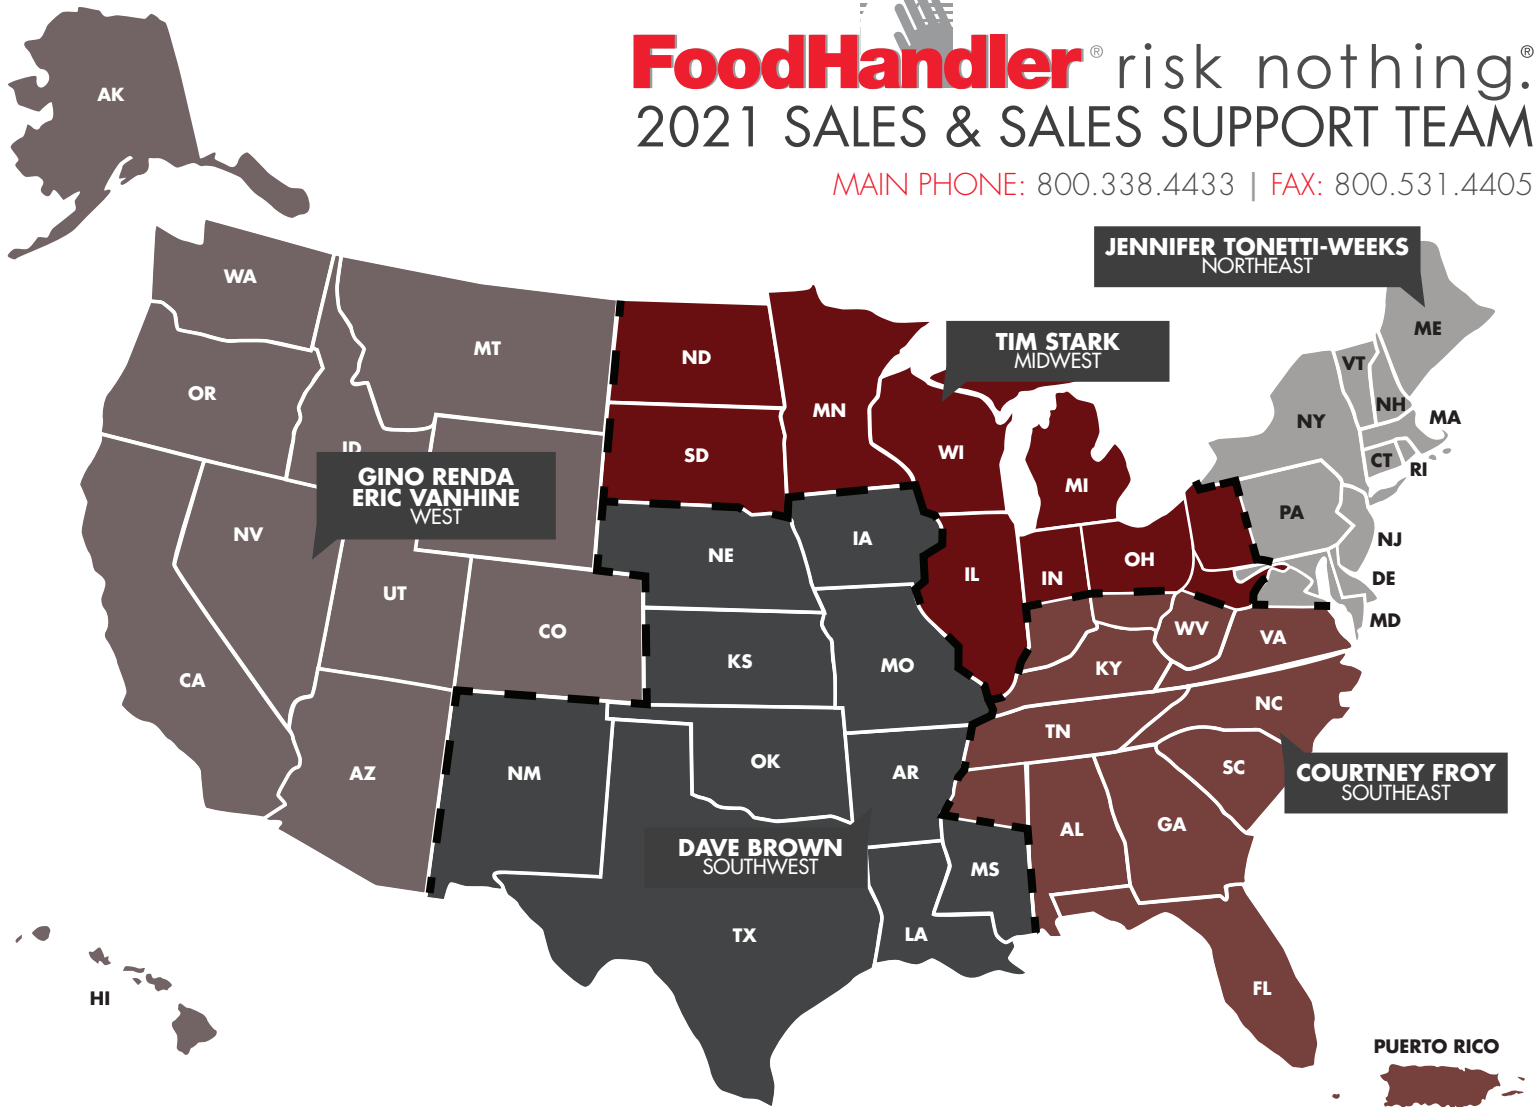 FoodHandler® risk nothing.®
2021 SALES & SALES SUPPORT TEAM
MAIN PHONE: 800.338.4433 | FAX: 800.531.4405
AK
WA
OR
MT
ID
NV
UT
CO
CA
AZ
HI
GINO RENDA
ERIC VANHINE
WEST
ND
SD
MN
WI
MI
IL
IN
OH
TIM STARK
MIDWEST
JENNIFER TONETTI-WEEKS
NORTHEAST
ME
VT
NH
NY
MA
CT
RI
PA
NJ
DE
MD
NE
IA
KS
MO
NM
OK
AR
TX
LA
MS
DAVE BROWN
SOUTHWEST
WV
VA
KY
NC
TN
SC
AL
GA
FL
COURTNEY FROY
SOUTHEAST
PUERTO RICO